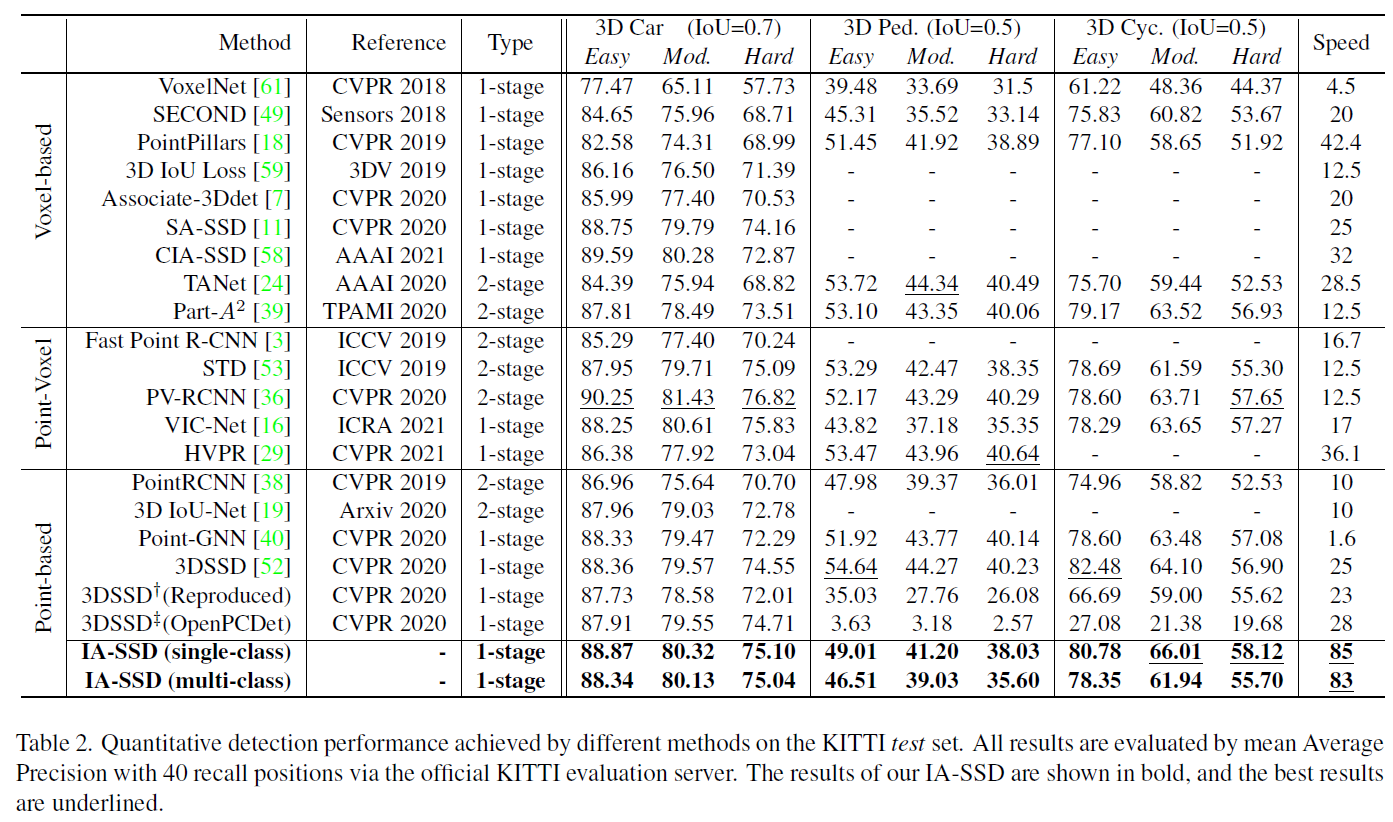 Method Reference Type 3D Car (IoU=0.7) 3D Ped. (IoU=0.5) 3D Cyc. (IoU=0.5) Speed
Easy Mod. Hard Easy Mod. Hard Easy Mod. Hard
Voxel-based
VoxelNet [61] CVPR 2018 1-stage 77.47 65.11 57.73 39.48 33.69 31.5 61.22 48.36 44.37 4.5
SECOND [49] Sensors 2018 1-stage 84.65 75.96 68.71 45.31 35.52 33.14 75.83 60.82 53.67 20
PointPillars [18] CVPR 2019 1-stage 82.58 74.31 68.99 51.45 41.92 38.89 77.10 58.65 51.92 42.4
3D IoU Loss [59] 3DV 2019 1-stage 86.16 76.50 71.39 - - - - - - 12.5
Associate-3Ddet [7] CVPR 2020 1-stage 85.99 77.40 70.53 - - - - - - 20
SA-SSD [11] CVPR 2020 1-stage 88.75 79.79 74.16 - - - - - - 25
CIA-SSD [58] AAAI 2021 1-stage 89.59 80.28 72.87 - - - - - - 32
TANet [24] AAAI 2020 2-stage 84.39 75.94 68.82 53.72 44.34 40.49 75.70 59.44 52.53 28.5
Part-A² [39] TPAMI 2020 2-stage 87.81 78.49 73.51 53.10 43.35 40.06 79.17 63.52 56.93 12.5
Point-Voxel
Fast Point R-CNN [3] ICCV 2019 2-stage 85.29 77.40 70.24 - - - - - - 16.7
STD [53] ICCV 2019 2-stage 87.95 79.71 75.09 53.29 42.47 38.35 78.69 61.59 55.30 12.5
PV-RCNN [36] CVPR 2020 2-stage 90.25 81.43 76.82 52.17 43.29 40.29 78.60 63.71 57.65 12.5
VIC-Net [16] ICRA 2021 1-stage 88.25 80.61 75.83 43.82 37.18 35.35 78.29 63.65 57.27 17
HVPR [29] CVPR 2021 1-stage 86.38 77.92 73.04 53.47 43.96 40.64 - - - 36.1
Point-based
PointRCNN [38] CVPR 2019 2-stage 86.96 75.64 70.70 47.98 39.37 36.01 74.96 58.82 52.53 10
3D IoU-Net [19] Arxiv 2020 2-stage 87.96 79.03 72.78 - - - - - - 10
Point-GNN [40] CVPR 2020 1-stage 88.33 79.47 72.29 51.92 43.77 40.14 78.60 63.48 57.08 1.6
3DSSD [52] CVPR 2020 1-stage 88.36 79.57 74.55 54.64 44.27 40.23 82.48 64.10 56.90 25
3DSSD†(Reproduced) CVPR 2020 1-stage 87.73 78.58 72.01 35.03 27.76 26.08 66.69 59.00 55.62 23
3DSSD‡(OpenPCDet) CVPR 2020 1-stage 87.91 79.55 74.71 3.63 3.18 2.57 27.08 21.38 19.68 28
IA-SSD (single-class) - 1-stage 88.87 80.32 75.10 49.01 41.20 38.03 80.78 66.01 58.12 85
IA-SSD (multi-class) - 1-stage 88.34 80.13 75.04 46.51 39.03 35.60 78.35 61.94 55.70 83
Table 2. Quantitative detection performance achieved by different methods on the KITTI test set. All results are evaluated by mean Average
Precision with 40 recall positions via the official KITTI evaluation server. The results of our IA-SSD are shown in bold, and the best results
are underlined.